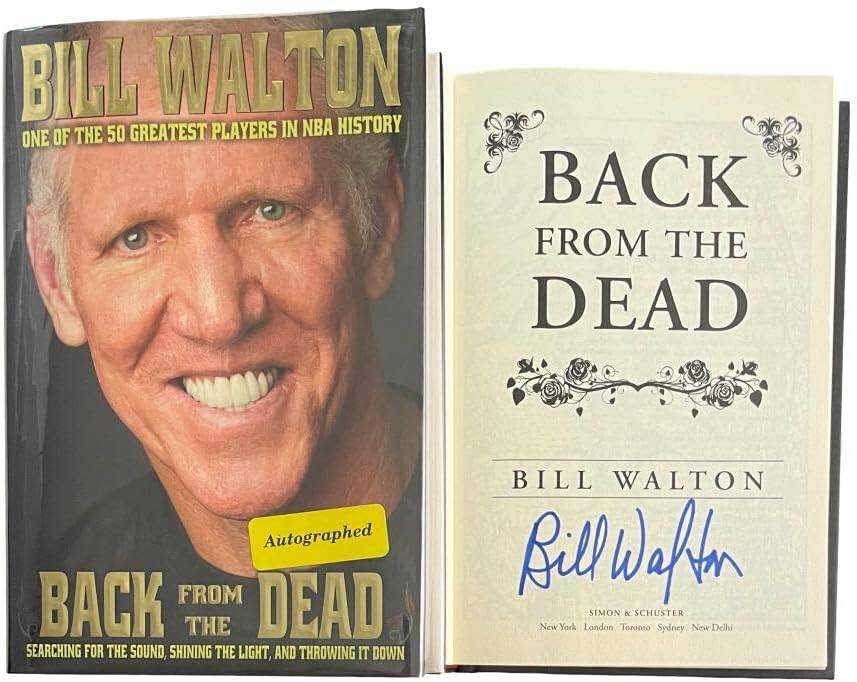 BILL WALTON
ONE OF THE 50 GREATEST PLAYERS IN NBA HISTORY
Autographed
BACK FROM THE DEAD
SEARCHING FOR THE SOUND, SHINING THE LIGHT, AND THROWING IT DOWN
BACK
FROM THE
DEAD
BILL WALTON
Bill Walton
SIMON & SCHUSTER
New York London Toronto Sydney New Delhi